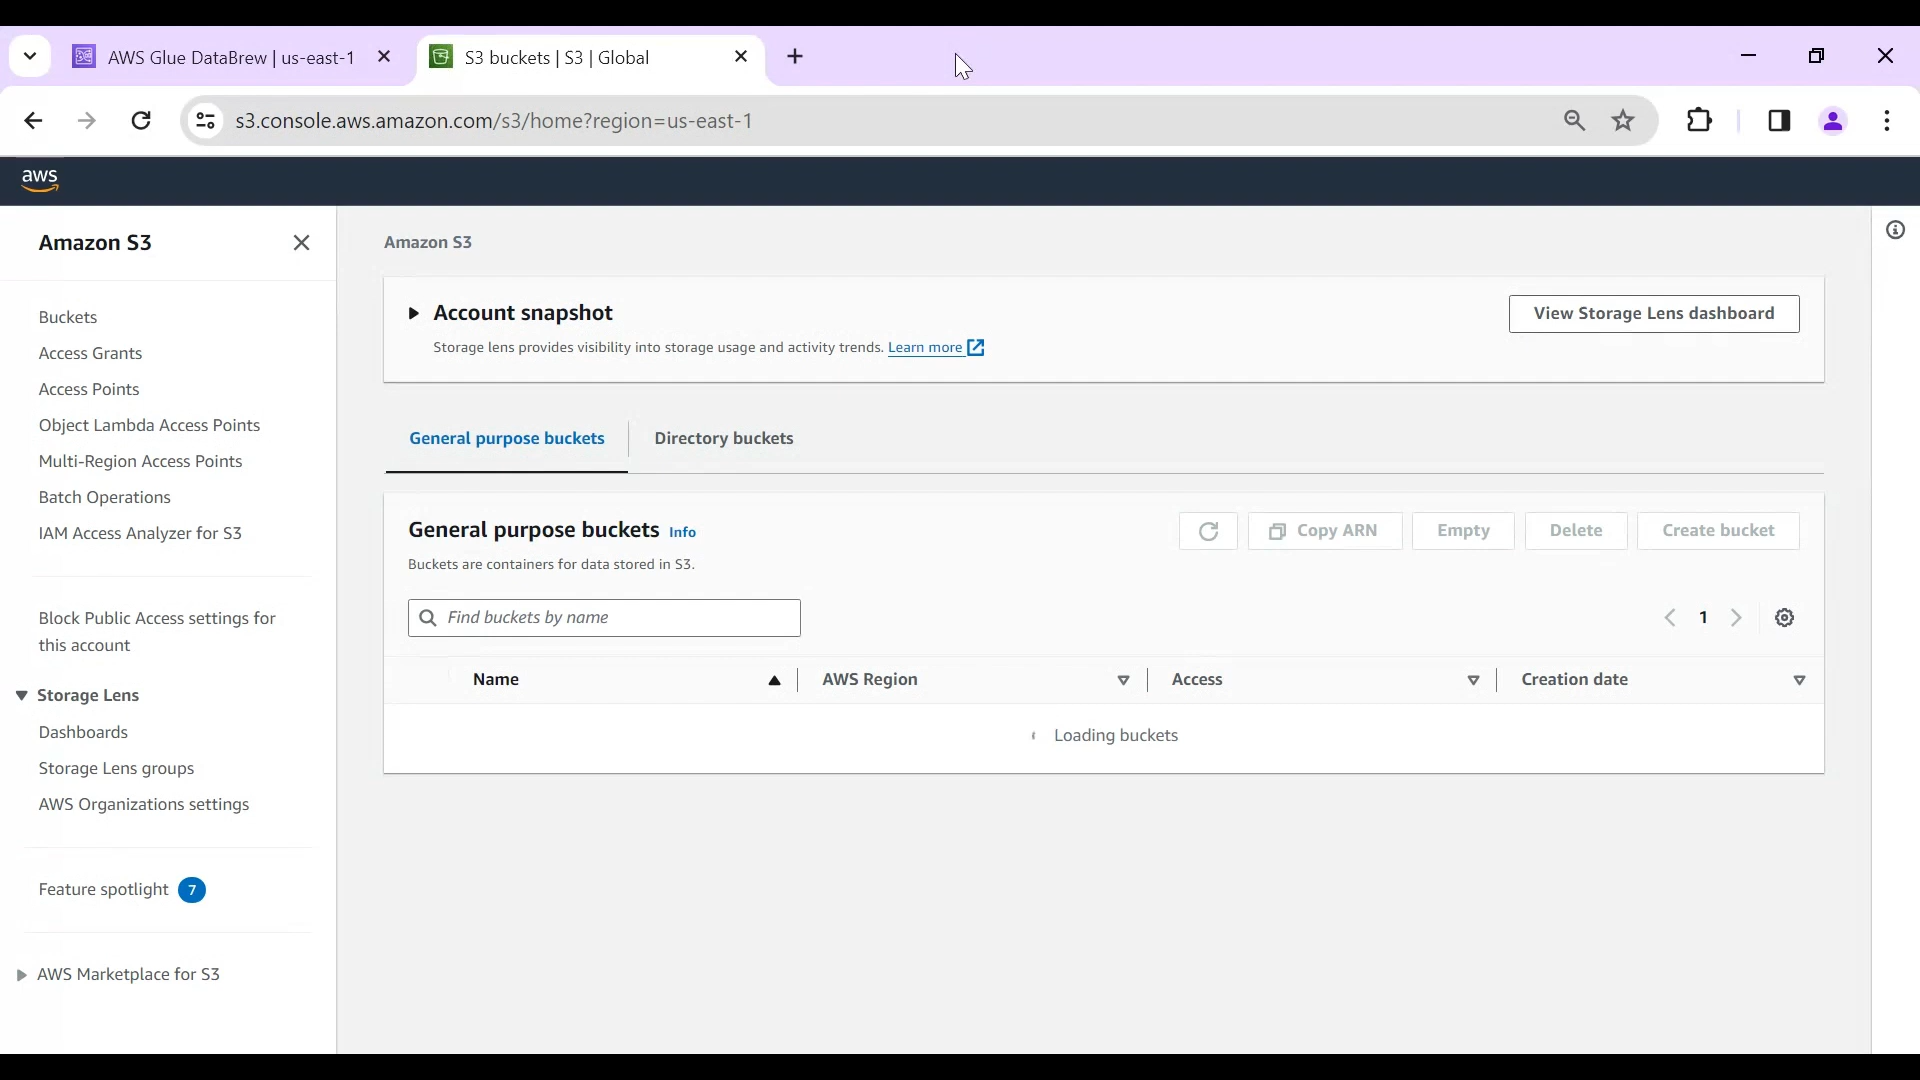 AWS Glue DataBrew | us-east-1
S3 buckets | S3 | Global
s3.console.aws.amazon.com/s3/home?region=us-east-1
aws
Amazon S3
Buckets
Access Grants
Access Points
Object Lambda Access Points
Multi-Region Access Points
Batch Operations
IAM Access Analyzer for S3
Block Public Access settings for
this account
Storage Lens
Dashboards
Storage Lens groups
AWS Organizations settings
Feature spotlight 7
AWS Marketplace for S3
Amazon S3
Account snapshot
View Storage Lens dashboard
Storage lens provides visibility into storage usage and activity trends. Learn more
General purpose buckets
Directory buckets
General purpose buckets Info
Copy ARN
Empty
Delete
Create bucket
Buckets are containers for data stored in S3.
Find buckets by name
1
Name
AWS Region
Access
Creation date
Loading buckets